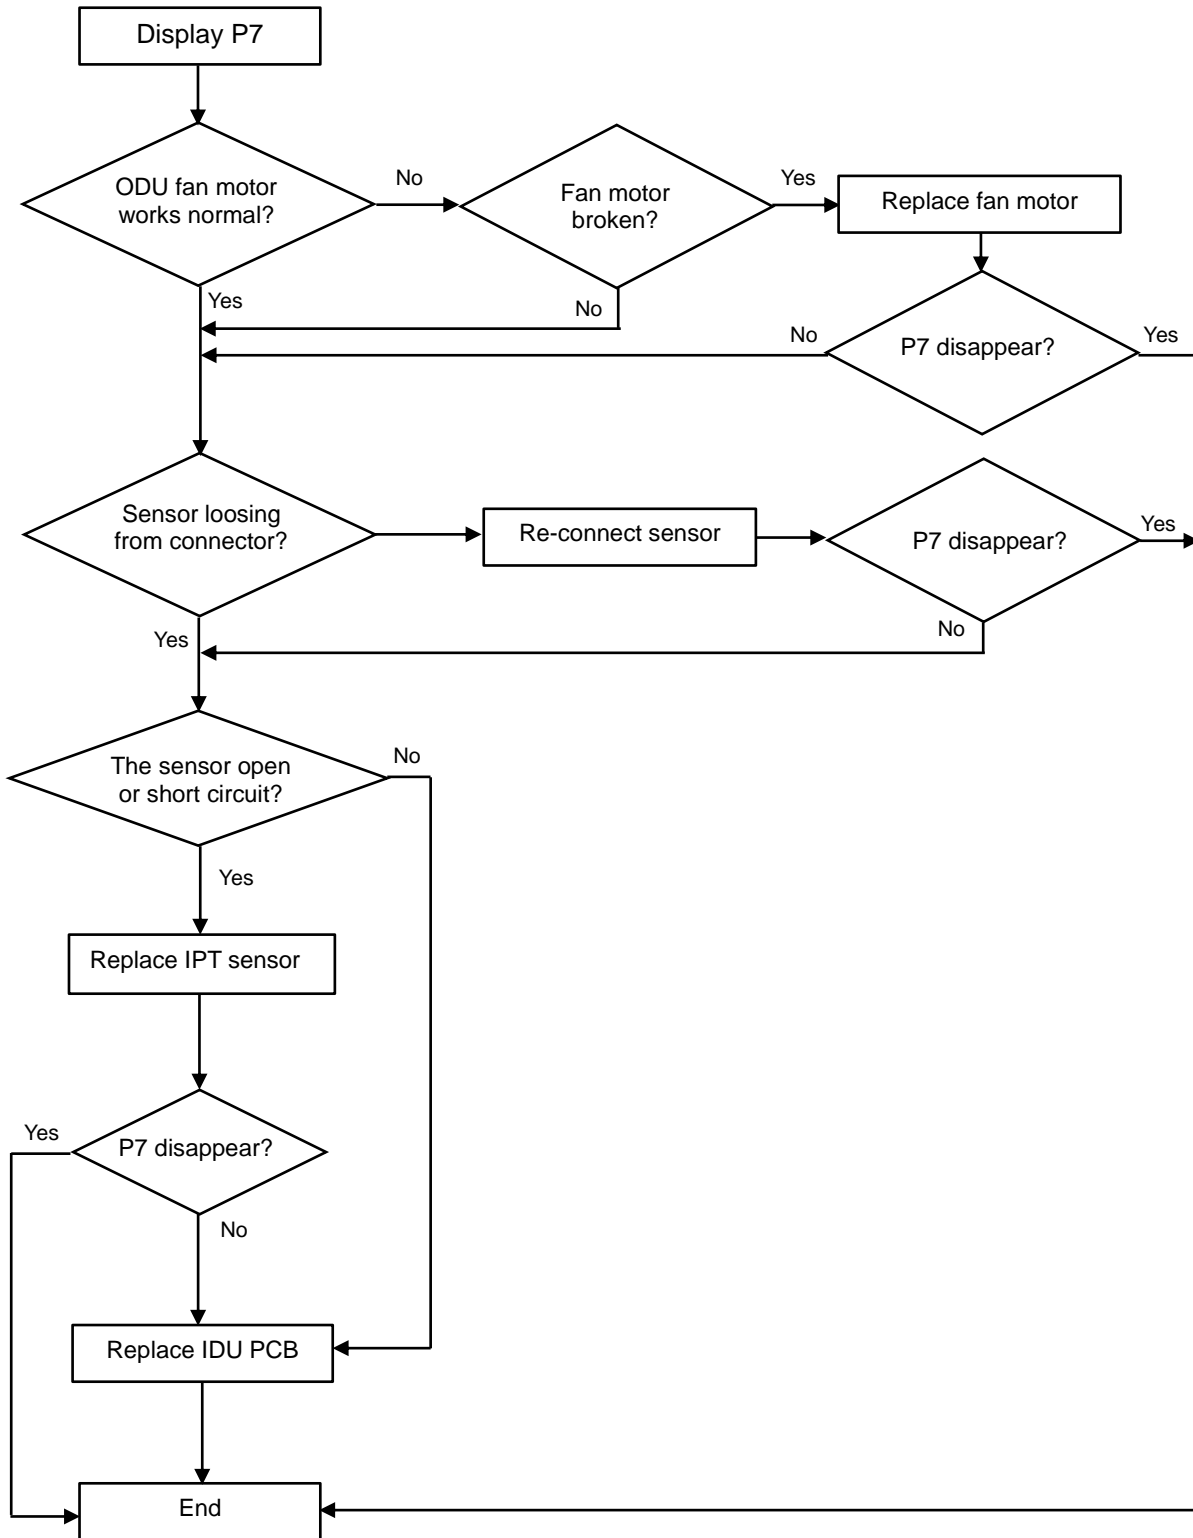 Display P7
ODU fan motor
works normal?
No
Fan motor
broken?
Yes
Replace fan motor
Yes
No
No
P7 disappear?
Yes
Sensor loosing
from connector?
Re-connect sensor
P7 disappear?
Yes
Yes
No
The sensor open
or short circuit?
No
Yes
Replace IPT sensor
Yes
P7 disappear?
No
Replace IDU PCB
End